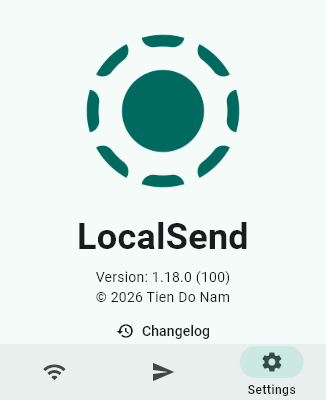 LocalSend
Version: 1.18.0 (100)
© 2026 Tien Do Nam
Changelog
Settings